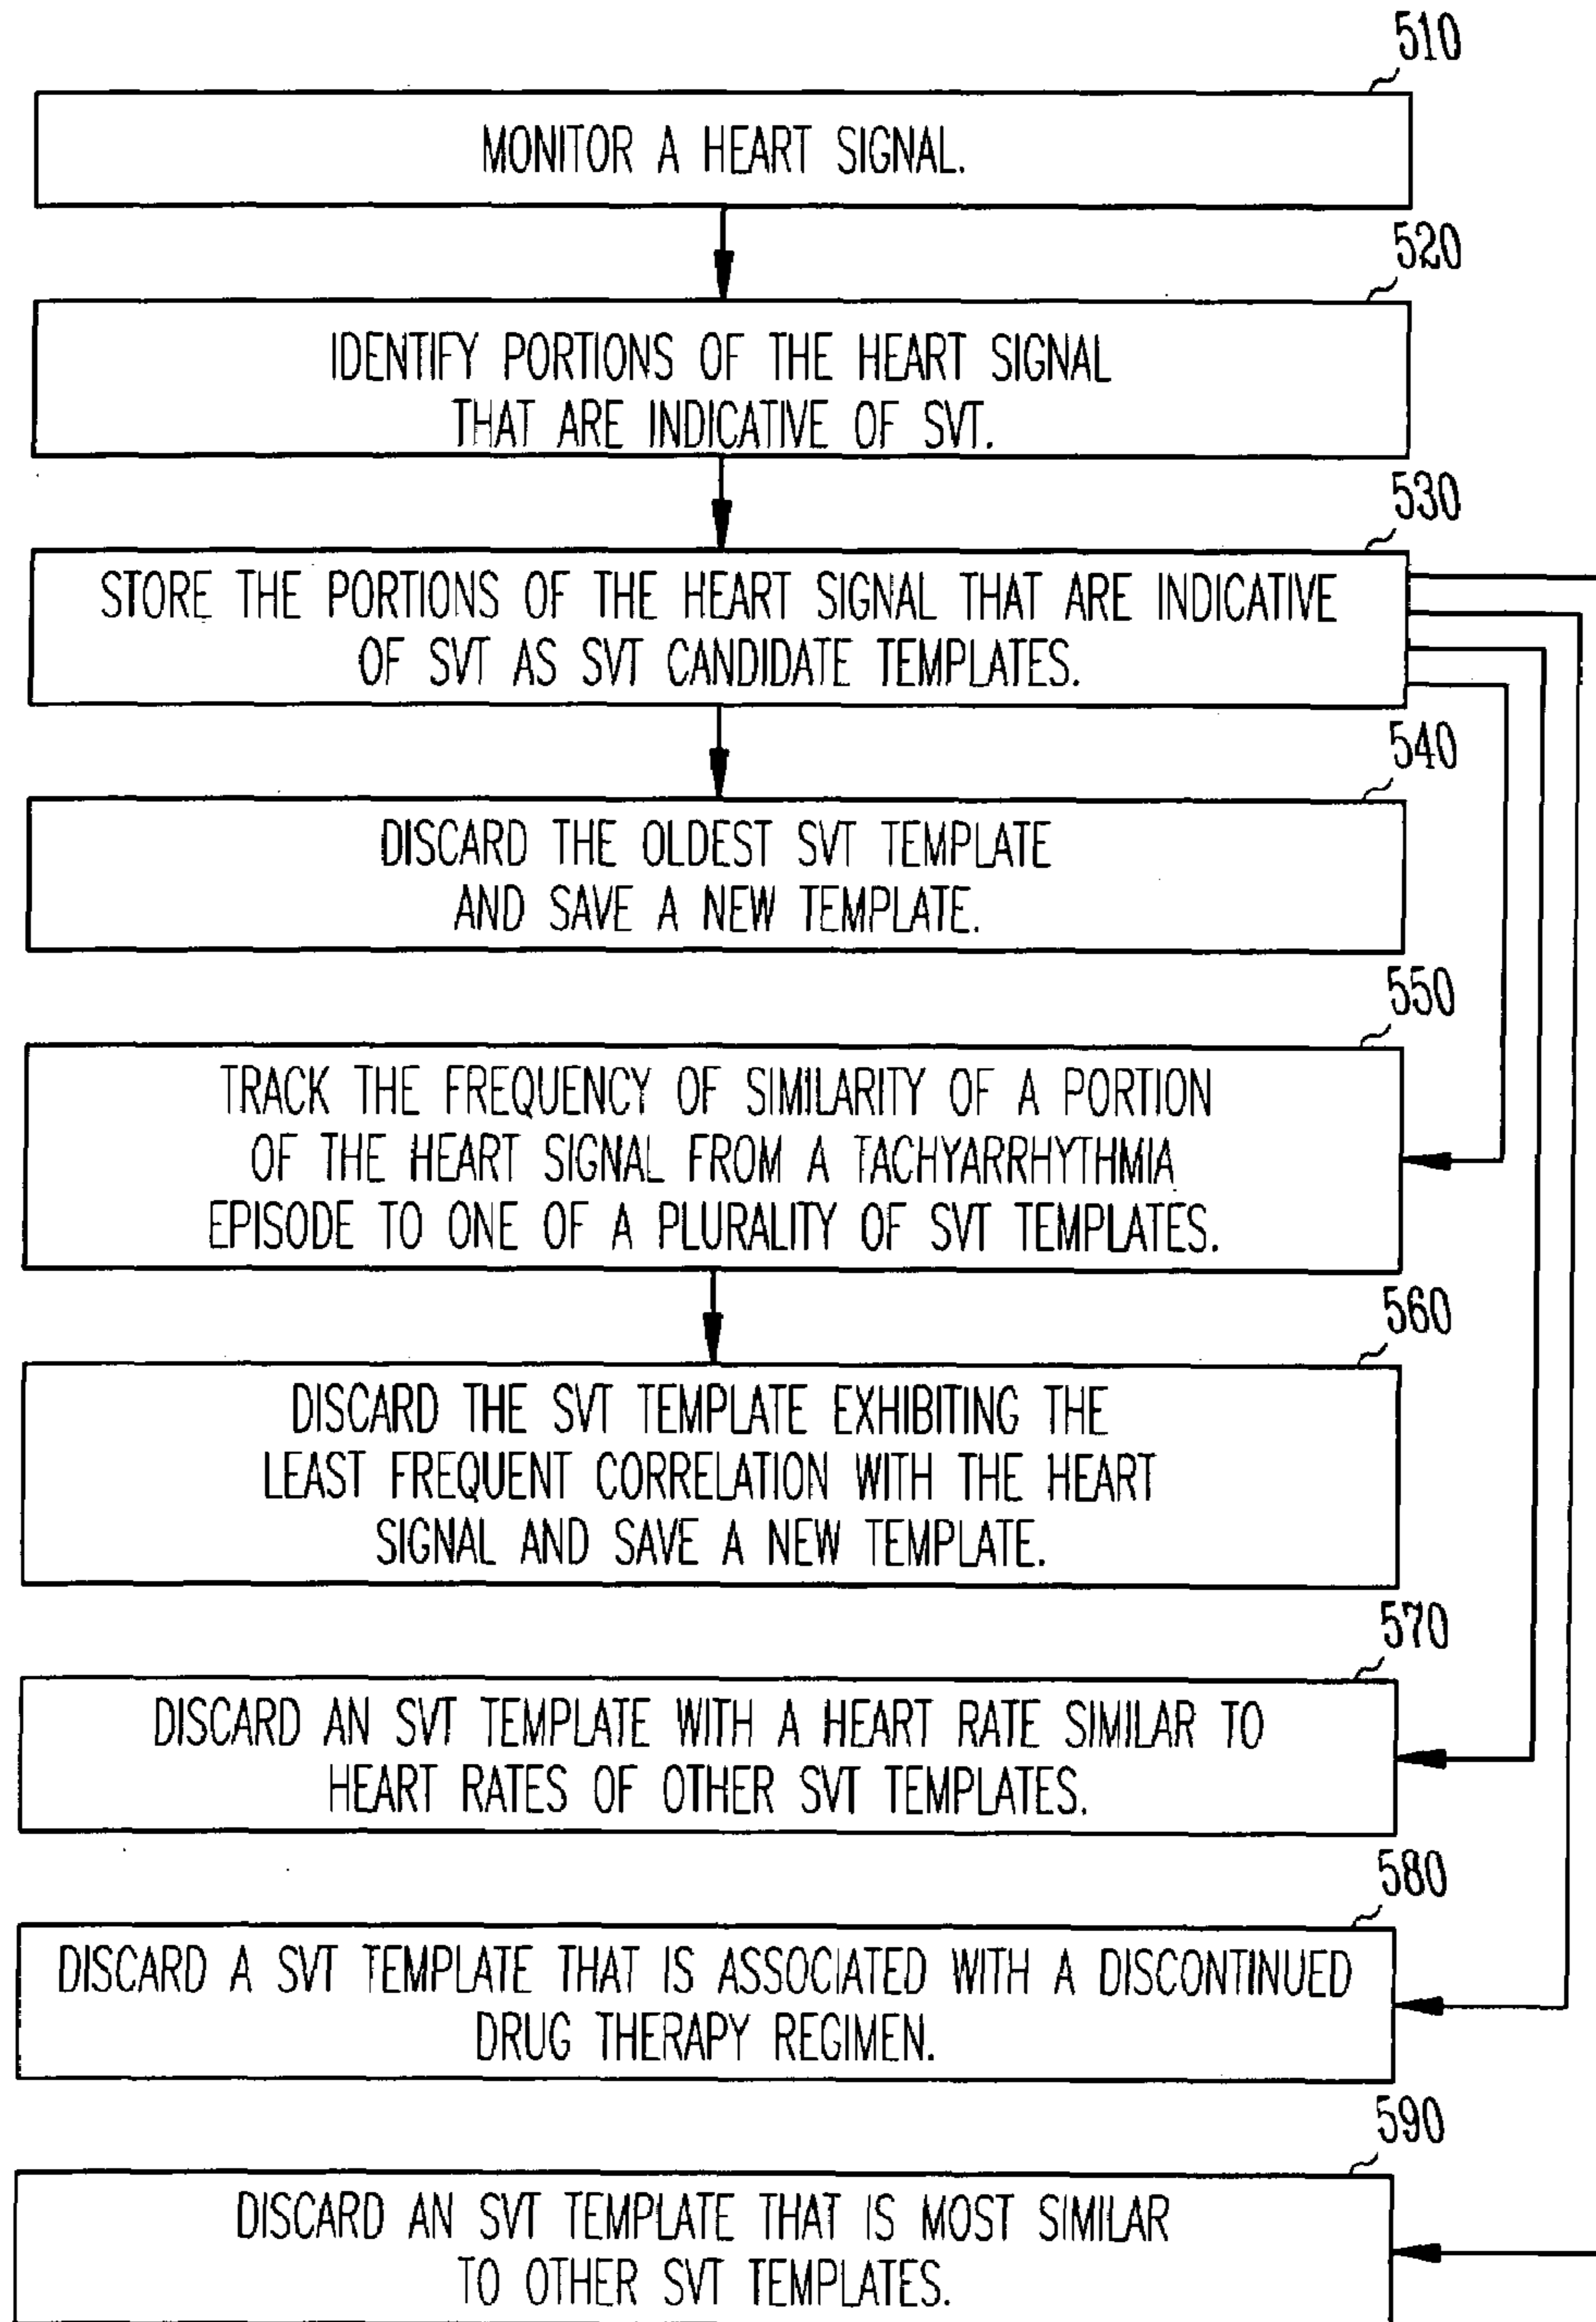 510
MONITOR A HEART SIGNAL.
520
IDENTIFY PORTIONS OF THE HEART SIGNAL
THAT ARE INDICATIVE OF SVT.
530
STORE THE PORTIONS OF THE HEART SIGNAL THAT ARE INDICATIVE
OF SVT AS SVT CANDIDATE TEMPLATES.
540
DISCARD THE OLDEST SVT TEMPLATE
AND SAVE A NEW TEMPLATE.
550
TRACK THE FREQUENCY OF SIMILARITY OF A PORTION
OF THE HEART SIGNAL FROM A TACHYARRHYTHMIA
EPISODE TO ONE OF A PLURALITY OF SVT TEMPLATES.
560
DISCARD THE SVT TEMPLATE EXHIBITING THE
LEAST FREQUENT CORRELATION WITH THE HEART
SIGNAL AND SAVE A NEW TEMPLATE.
570
DISCARD AN SVT TEMPLATE WITH A HEART RATE SIMILAR TO
HEART RATES OF OTHER SVT TEMPLATES.
580
DISCARD A SVT TEMPLATE THAT IS ASSOCIATED WITH A DISCONTINUED
DRUG THERAPY REGIMEN.
590
DISCARD AN SVT TEMPLATE THAT IS MOST SIMILAR
TO OTHER SVT TEMPLATES.